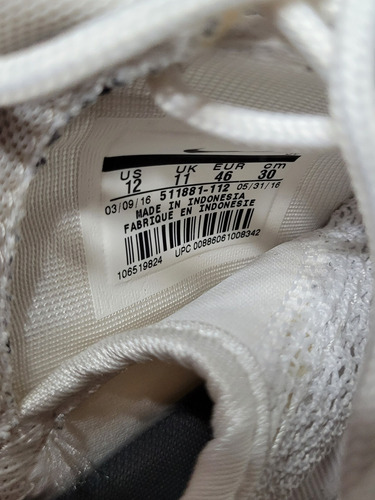 US UK EUR cm
12 11 46 30
03/09/16 511881-112 05/31/16
MADE IN INDONESIA
FABRIQUÉ EN INDONESIE
106519824 UPC 00886061008342